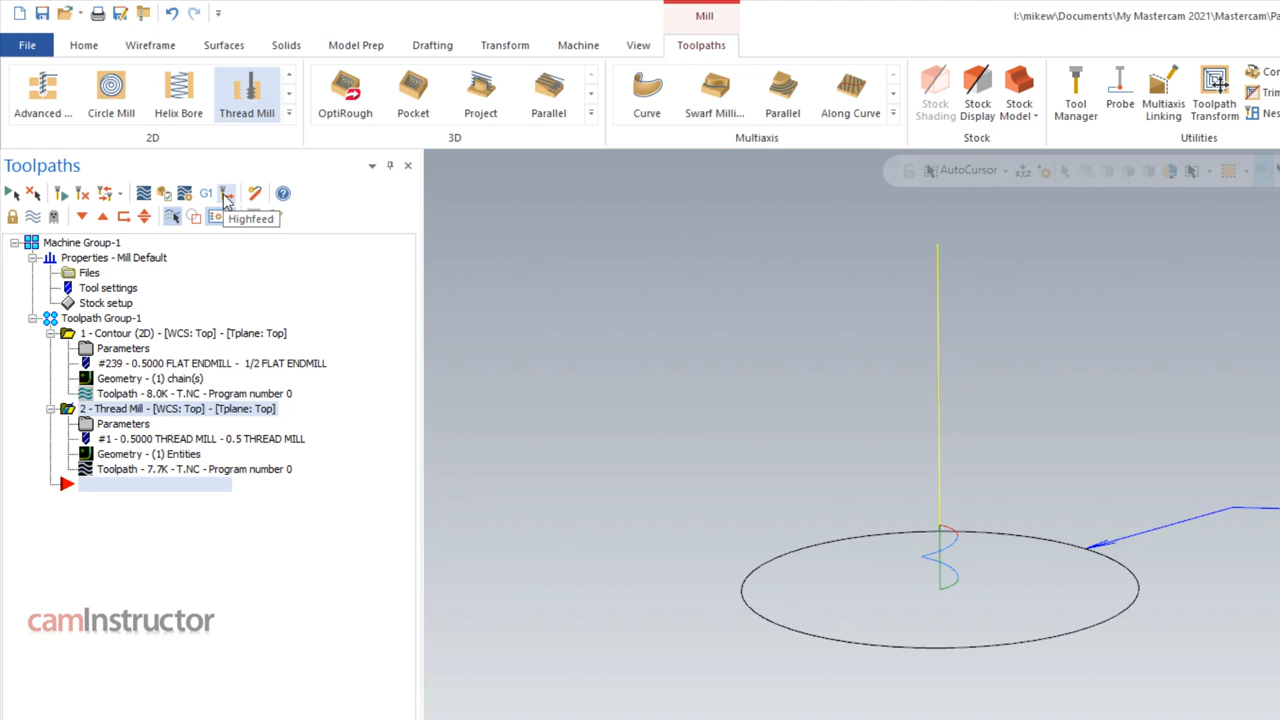 Mill
I:\mikew\Documents\My Mastercam 2021\Mastercam\Pa
File Home Wireframe Surfaces Solids Model Prep Drafting Transform Machine View Toolpaths
Advanced ... Circle Mill Helix Bore Thread Mill
2D
OptiRough Pocket Project Parallel
3D
Curve Swarf Milli... Parallel Along Curve
Multiaxis
Stock Shading
Stock Display
Stock Model
Stock
Tool Manager
Probe
Multiaxis Linking
Toolpath Transform
Con
Trim
Nes
Utilities
Toolpaths
AutoCursor
XYZ
G1
Highfeed
Machine Group-1
Properties - Mill Default
Files
Tool settings
Stock setup
Toolpath Group-1
1 - Contour (2D) - [WCS: Top] - [Tplane: Top]
Parameters
#239 - 0.5000 FLAT ENDMILL - 1/2 FLAT ENDMILL
Geometry - (1) chain(s)
Toolpath - 8.0K - T.NC - Program number 0
2 - Thread Mill - [WCS: Top] - [Tplane: Top]
Parameters
#1 - 0.5000 THREAD MILL - 0.5 THREAD MILL
Geometry - (1) Entities
Toolpath - 7.7K - T.NC - Program number 0
camInstructor